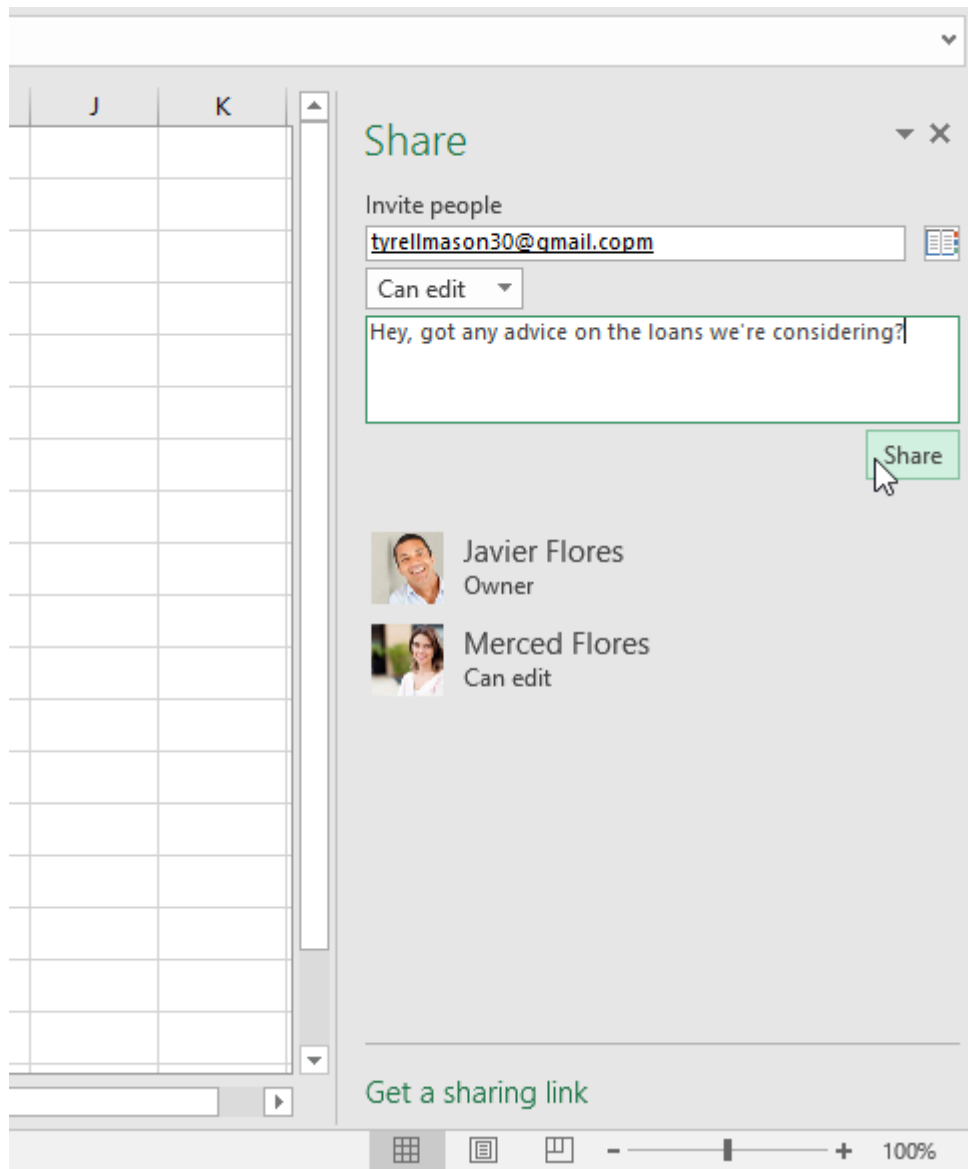 J K
Share
Invite people
tyrellmason30@gmail.copm
Can edit
Hey, got any advice on the loans we're considering?
Share
Javier Flores
Owner
Merced Flores
Can edit
Get a sharing link
- + 100%